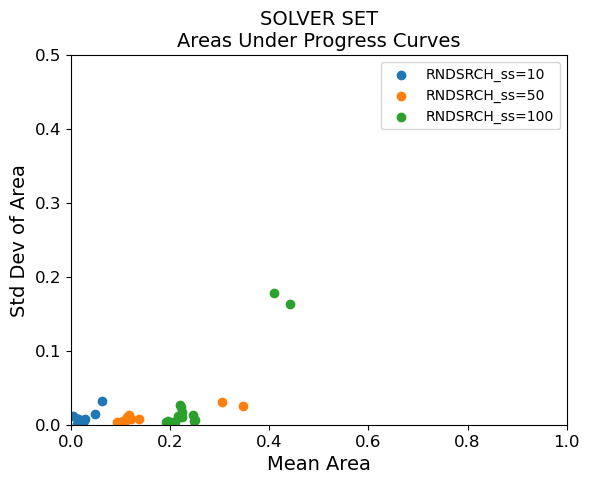 SOLVER SET
Areas Under Progress Curves
RNDSRCH_ss=10
RNDSRCH_ss=50
RNDSRCH_ss=100
Std Dev of Area
0.5
0.4
0.3
0.2
0.1
0.0
0.0 0.2 0.4 0.6 0.8 1.0
Mean Area